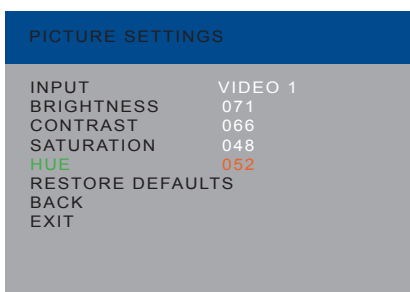 PICTURE SETTINGS
INPUT VIDEO 1
BRIGHTNESS 071
CONTRAST 066
SATURATION 048
HUE 052
RESTORE DEFAULTS
BACK
EXIT